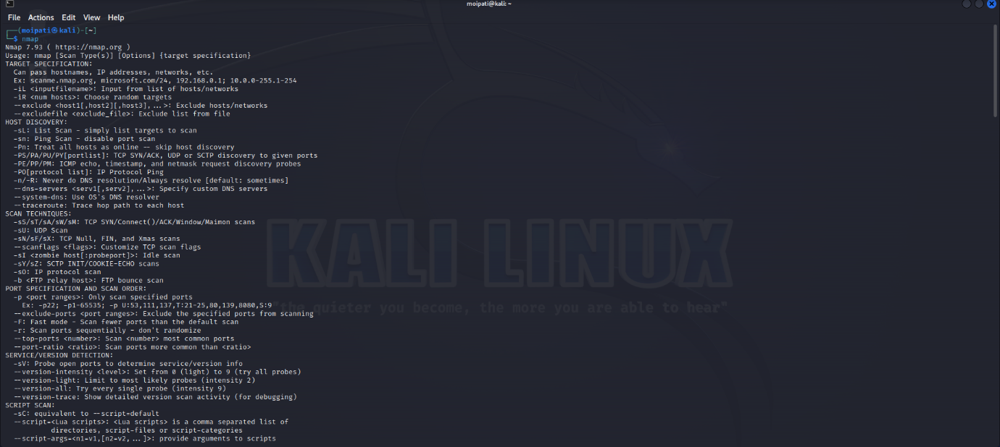 moipati@kali: ~
File Actions Edit View Help
(moipati㉿kali)-[~]
$ nmap
Nmap 7.93 ( https://nmap.org )
Usage: nmap [Scan Type(s)] [Options] {target specification}
TARGET SPECIFICATION:
  Can pass hostnames, IP addresses, networks, etc.
  Ex: scanme.nmap.org, microsoft.com/24, 192.168.0.1; 10.0.0-255.1-254
  -iL <inputfilename>: Input from list of hosts/networks
  -iR <num hosts>: Choose random targets
  --exclude <host1[,host2][,host3],...>: Exclude hosts/networks
  --excludefile <exclude_file>: Exclude list from file
HOST DISCOVERY:
  -sL: List Scan - simply list targets to scan
  -sn: Ping Scan - disable port scan
  -Pn: Treat all hosts as online -- skip host discovery
  -PS/PA/PU/PY[portlist]: TCP SYN/ACK, UDP or SCTP discovery to given ports
  -PE/PP/PM: ICMP echo, timestamp, and netmask request discovery probes
  -PO[protocol list]: IP Protocol Ping
  -n/-R: Never do DNS resolution/Always resolve [default: sometimes]
  --dns-servers <serv1[,serv2],...>: Specify custom DNS servers
  --system-dns: Use OS's DNS resolver
  --traceroute: Trace hop path to each host
SCAN TECHNIQUES:
  -sS/sT/sA/sW/sM: TCP SYN/Connect()/ACK/Window/Maimon scans
  -sU: UDP Scan
  -sN/sF/sX: TCP Null, FIN, and Xmas scans
  --scanflags <flags>: Customize TCP scan flags
  -sI <zombie host[:probeport]>: Idle scan
  -sY/sZ: SCTP INIT/COOKIE-ECHO scans
  -sO: IP protocol scan
  -b <FTP relay host>: FTP bounce scan
PORT SPECIFICATION AND SCAN ORDER:
  -p <port ranges>: Only scan specified ports
    Ex: -p22; -p1-65535; -p U:53,111,137,T:21-25,80,139,8080,S:9
  --exclude-ports <port ranges>: Exclude the specified ports from scanning
  -F: Fast mode - Scan fewer ports than the default scan
  -r: Scan ports sequentially - don't randomize
  --top-ports <number>: Scan <number> most common ports
  --port-ratio <ratio>: Scan ports more common than <ratio>
SERVICE/VERSION DETECTION:
  -sV: Probe open ports to determine service/version info
  --version-intensity <level>: Set from 0 (light) to 9 (try all probes)
  --version-light: Limit to most likely probes (intensity 2)
  --version-all: Try every single probe (intensity 9)
  --version-trace: Show detailed version scan activity (for debugging)
SCRIPT SCAN:
  -sC: equivalent to --script=default
  --script=<Lua scripts>: <Lua scripts> is a comma separated list of
           directories, script-files or script-categories
  --script-args=<n1=v1,[n2=v2,...]>: provide arguments to scripts
KALI LINUX
"the quieter you become, the more you are able to hear"